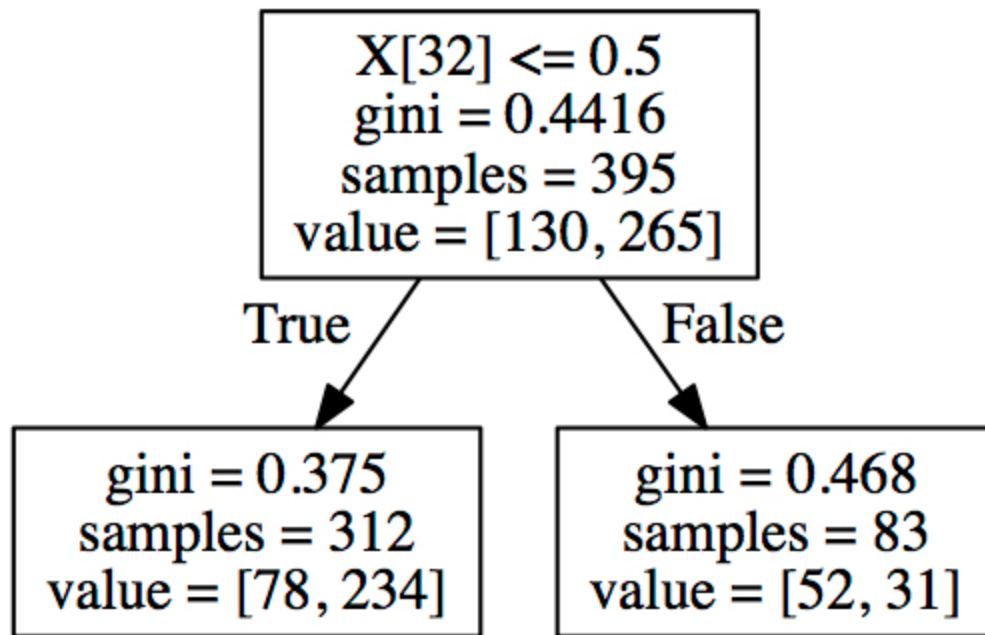 X[32] <= 0.5
gini = 0.4416
samples = 395
value = [130, 265]
True
False
gini = 0.375
samples = 312
value = [78, 234]
gini = 0.468
samples = 83
value = [52, 31]